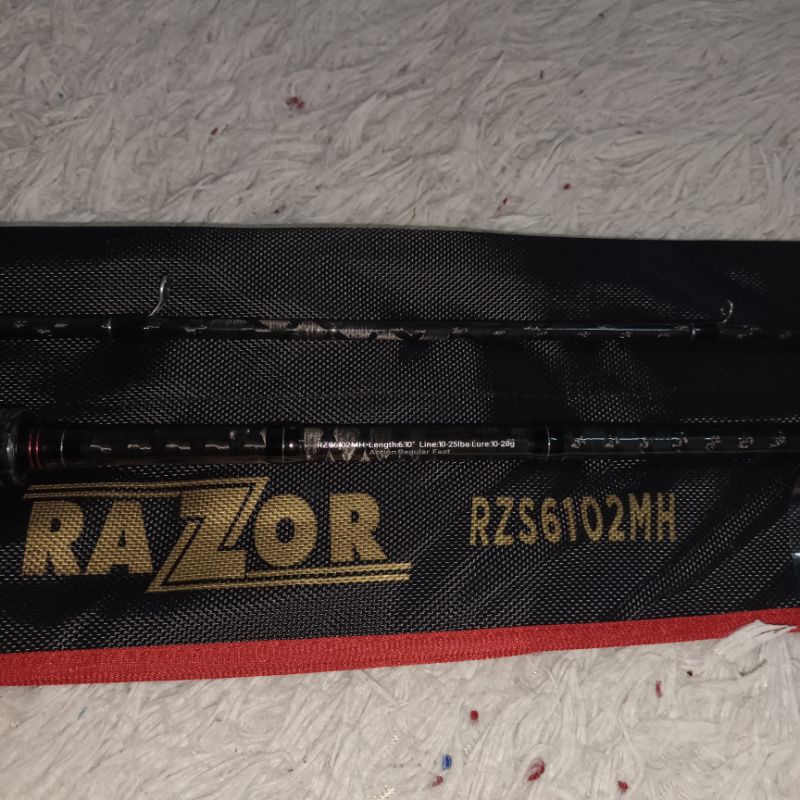 RZS6102MH-Length:6.10" Line:10-25lbs Lure:10-28g
Action:Regular Fast
RAZOR RZS6102MH